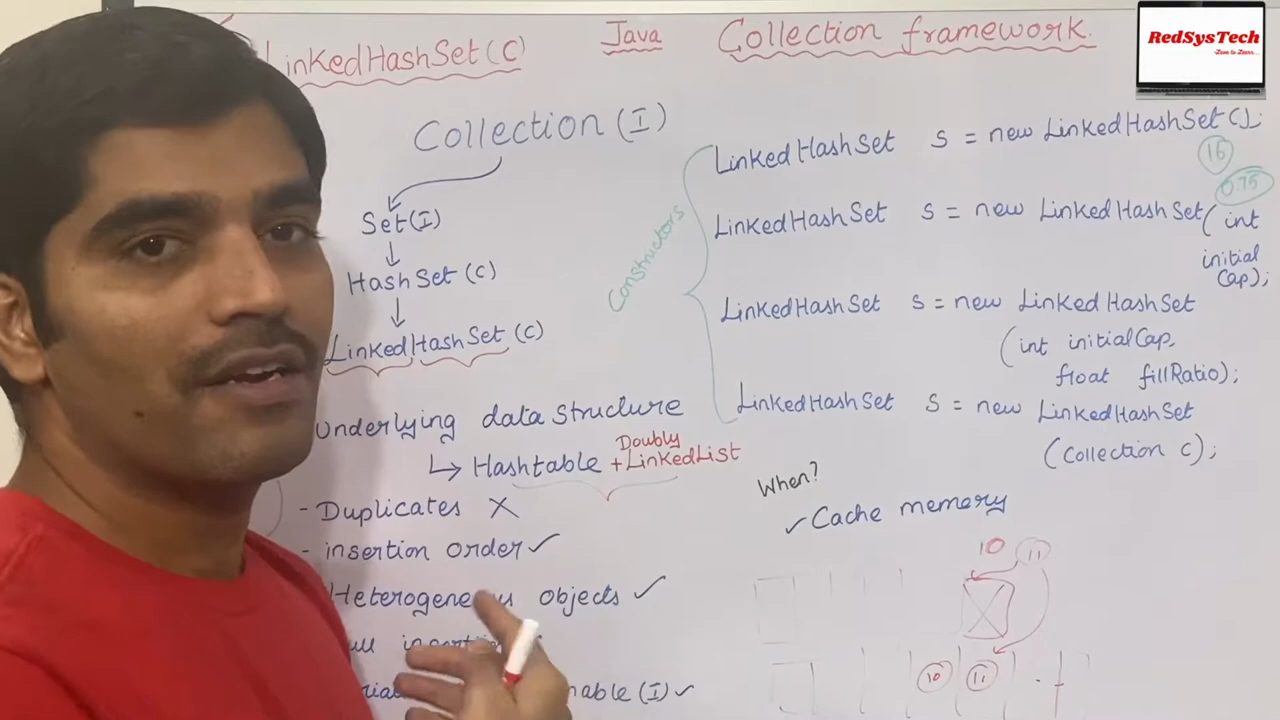 LinkedHashSet(C)
Java Collection framework.
RedSysTech
Collection (I)
Set(I)
HashSet (C)
LinkedHashSet (C)
Underlying data Structure
Hashtable + Doubly LinkedList
- Duplicates X
- insertion order ✓
Heterogeneous objects ✓
(I) ✓
Constructors
LinkedHashSet s = new LinkedHashSet();
16
0.75
LinkedHashSet s = new LinkedHashSet(int
initial
Cap);
LinkedHashSet s = new LinkedHashSet
(int initialCap,
float fillRatio);
LinkedHashSet s = new LinkedHashSet
(Collection c);
When?
✓ Cache memory
10 11
10 11